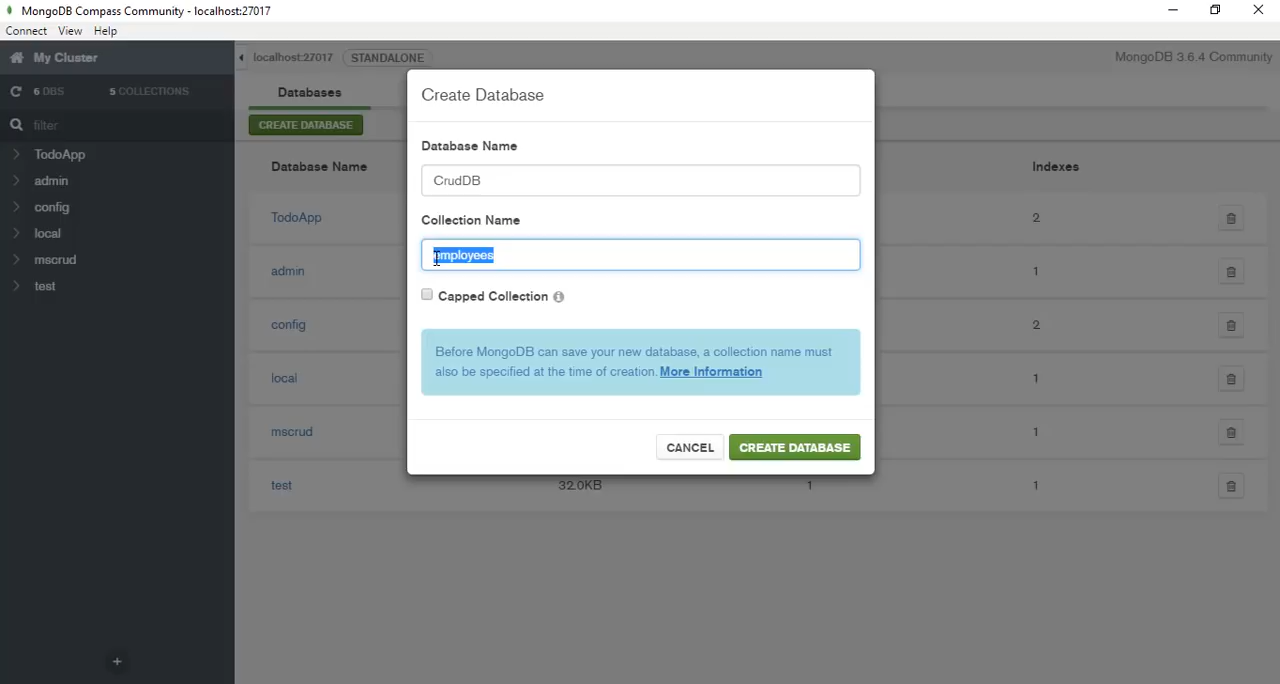 MongoDB Compass Community - localhost:27017
Connect View Help
My Cluster
localhost:27017 STANDALONE MongoDB 3.6.4 Community
6 DBS 5 COLLECTIONS
filter
TodoApp
admin
config
local
mscrud
test
Databases
CREATE DATABASE
Database Name Indexes
TodoApp 2
admin 1
config 2
local 1
mscrud 1
test 32.0KB 1 1
Create Database
Database Name
CrudDB
Collection Name
employees
Capped Collection
Before MongoDB can save your new database, a collection name must
also be specified at the time of creation. More Information
CANCEL CREATE DATABASE